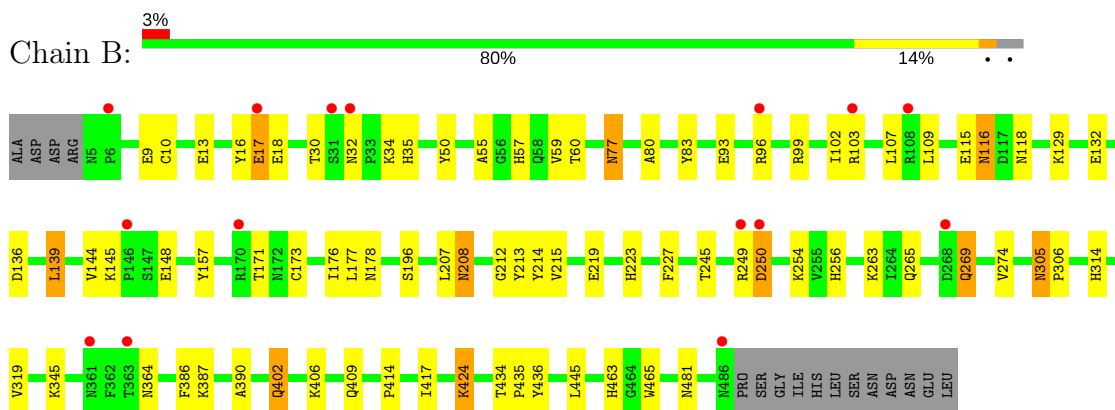 3%
Chain B:
80% 14% • •
ALA ASP ASP ARG N5 P6 E9 C10 E13 Y16 E17 E18 T30 S31 N32 P33 K34 H35 Y50 A55 G56 H57 Q58 V59 T60 N77 A80 Y83 E93 R96 R99 I102 R103 L107 R108 L109 E115 N116 D117 N118 K129 E132
D136 L139 V144 K145 P146 S147 E148 Y157 R170 T171 N172 C173 I176 L177 N178 S196 L207 N208 G212 Y213 Y214 V215 E219 H223 F227 T245 R249 D250 K254 V255 H256 K263 I264 Q265 D268 Q269 V274 N305 P306 H314
V319 K345 N361 F362 T363 N364 F386 K387 A390 Q402 K406 Q409 P414 I417 K424 T434 P435 Y436 L445 H463 G464 W465 N481 N486 PRO SER GLY ILE HIS LEU SER ASN ASP ASN GLU LEU